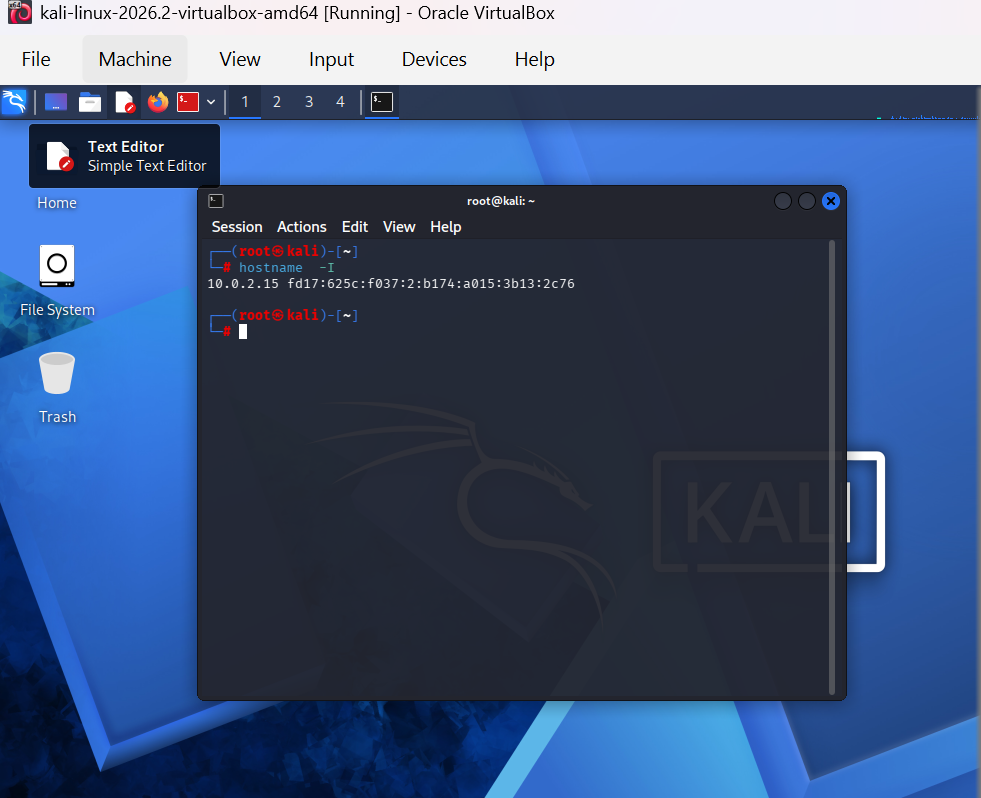 kali-linux-2026.2-virtualbox-amd64 [Running] - Oracle VirtualBox
File Machine View Input Devices Help
1 2 3 4
Text Editor
Simple Text Editor
Home
File System
Trash
root@kali: ~
Session Actions Edit View Help
┌──(root㉿kali)-[~]
└─# hostname  -I
10.0.2.15 fd17:625c:f037:2:b174:a015:3b13:2c76
┌──(root㉿kali)-[~]
└─#
KALI